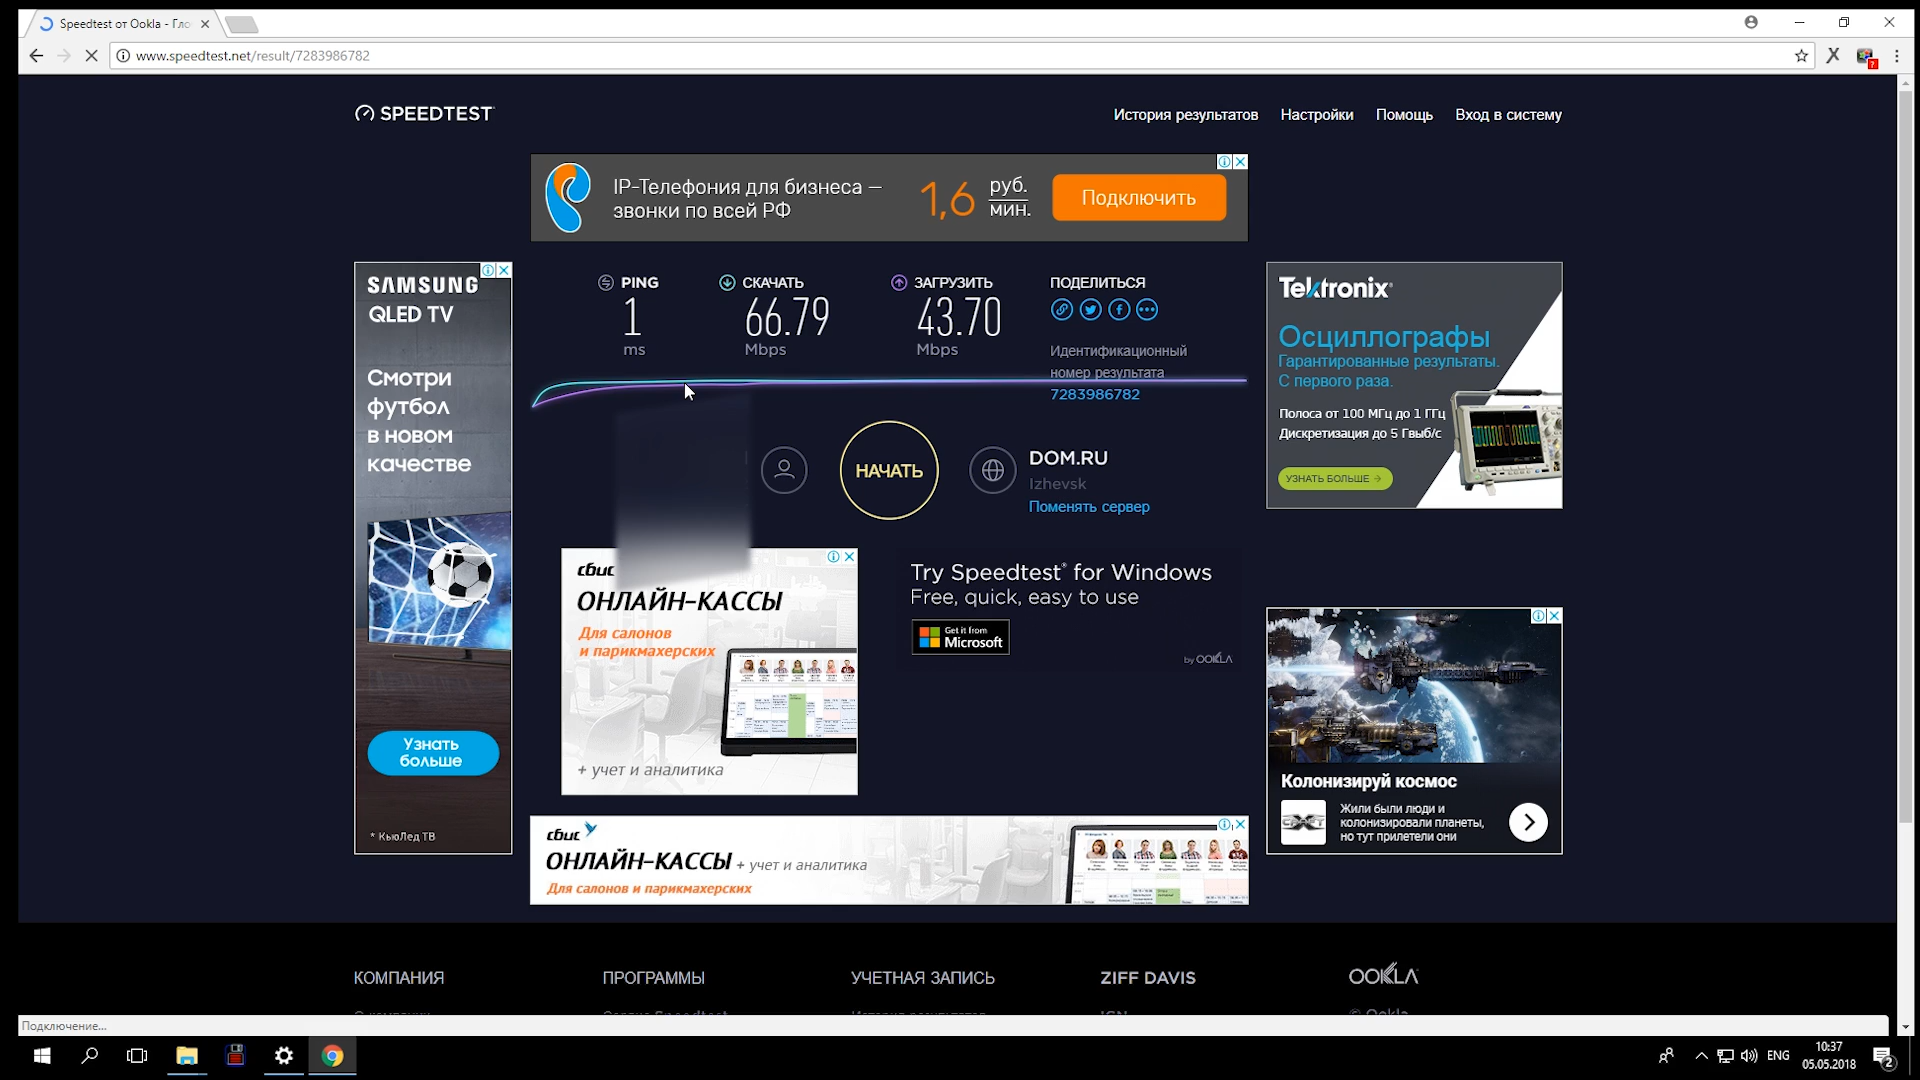 Speedtest от Ookla - Гло
www.speedtest.net/result/7283986782
SPEEDTEST
История результатов
Настройки
Помощь
Вход в систему
IP-Телефония для бизнеса —
звонки по всей РФ
1,6
руб.
мин.
Подключить
SAMSUNG
QLED TV
Смотри
футбол
в новом
качестве
Узнать
больше
* КьюЛед ТВ
PING
1
ms
СКАЧАТЬ
66.79
Mbps
ЗАГРУЗИТЬ
43.70
Mbps
ПОДЕЛИТЬСЯ
Идентификационный
номер результата
7283986782
НАЧАТЬ
DOM.RU
Izhevsk
Поменять сервер
Tektronix®
Осциллографы
Гарантированные результаты.
С первого раза.
Полоса от 100 МГц до 1 ГГц
Дискретизация до 5 Гвыб/с
УЗНАТЬ БОЛЬШЕ →
сбис
ОНЛАЙН-КАССЫ
Для салонов
и парикмахерских
+ учет и аналитика
Try Speedtest® for Windows
Free, quick, easy to use
Get it from
Microsoft
by OOKLA
Колонизируй космос
Жили были люди и
колонизировали планеты,
но тут прилетели они
сбис
ОНЛАЙН-КАССЫ + учет и аналитика
Для салонов и парикмахерских
КОМПАНИЯ
ПРОГРАММЫ
УЧЕТНАЯ ЗАПИСЬ
ZIFF DAVIS
OOKLA
Подключение...
ENG
10:37
05.05.2018
2